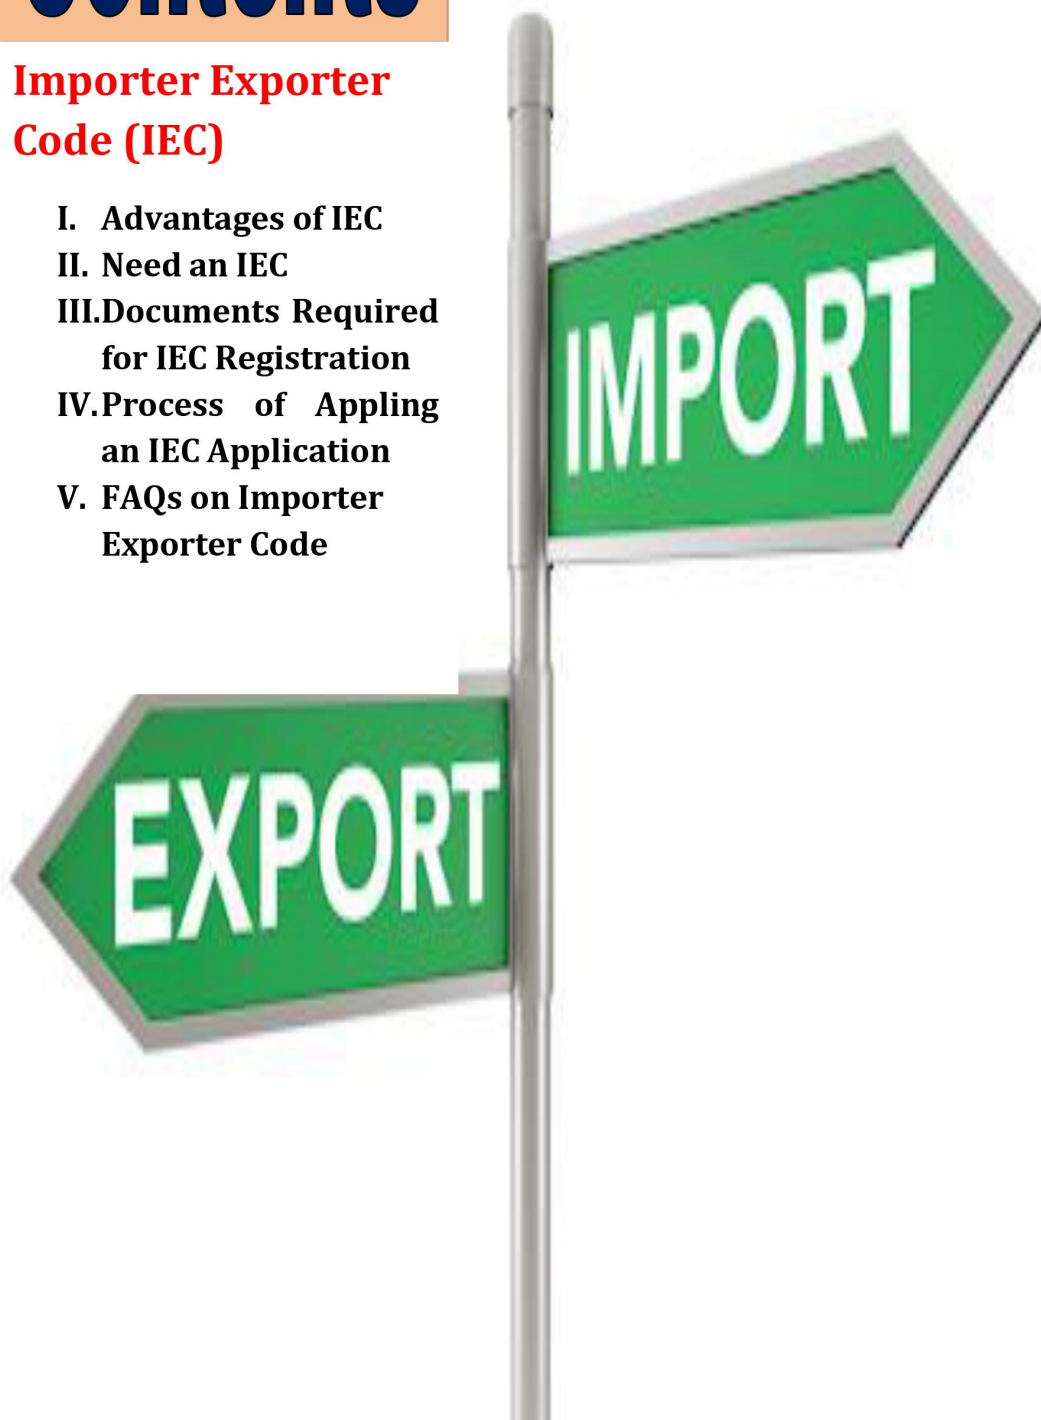 Contents
Importer Exporter
Code (IEC)
I. Advantages of IEC
II. Need an IEC
III.Documents Required
for IEC Registration
IV.Process of Appling
an IEC Application
V. FAQs on Importer
Exporter Code
IMPORT
EXPORT